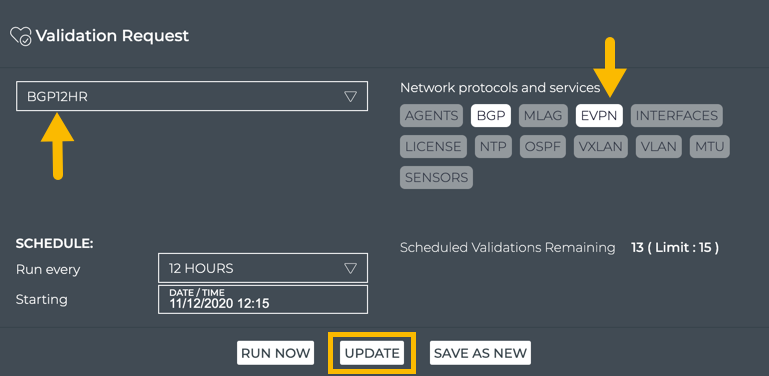 Validation Request
BGP12HR
Network protocols and services
AGENTS BGP MLAG EVPN INTERFACES
LICENSE NTP OSPF VXLAN VLAN MTU
SENSORS
SCHEDULE:
Run every 12 HOURS
Starting DATE / TIME
11/12/2020 12:15
Scheduled Validations Remaining 13 ( Limit : 15 )
RUN NOW UPDATE SAVE AS NEW